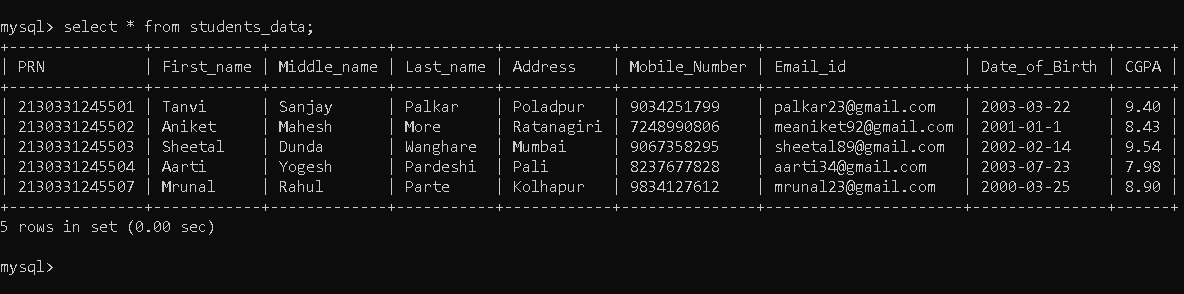 mysql> select * from students_data;
+---------------+------------+-------------+-----------+------------+---------------+----------------------+---------------+------+
| PRN           | First_name | Middle_name | Last_name | Address    | Mobile_Number | Email_id             | Date_of_Birth | CGPA |
+---------------+------------+-------------+-----------+------------+---------------+----------------------+---------------+------+
| 2130331245501 | Tanvi      | Sanjay      | Palkar    | Poladpur   | 9034251799    | palkar23@gmail.com   | 2003-03-22    | 9.40 |
| 2130331245502 | Aniket     | Mahesh      | More      | Ratanagiri | 7248990806    | meaniket92@gmail.com | 2001-01-1     | 8.43 |
| 2130331245503 | Sheetal    | Dunda       | Wanghare  | Mumbai     | 9067358295    | sheetal89@gmail.com  | 2002-02-14    | 9.54 |
| 2130331245504 | Aarti      | Yogesh      | Pardeshi  | Pali       | 8237677828    | aarti34@gmail.com    | 2003-07-23    | 7.98 |
| 2130331245507 | Mrunal     | Rahul       | Parte     | Kolhapur   | 9834127612    | mrunal23@gmail.com   | 2000-03-25    | 8.90 |
+---------------+------------+-------------+-----------+------------+---------------+----------------------+---------------+------+
5 rows in set (0.00 sec)
mysql>